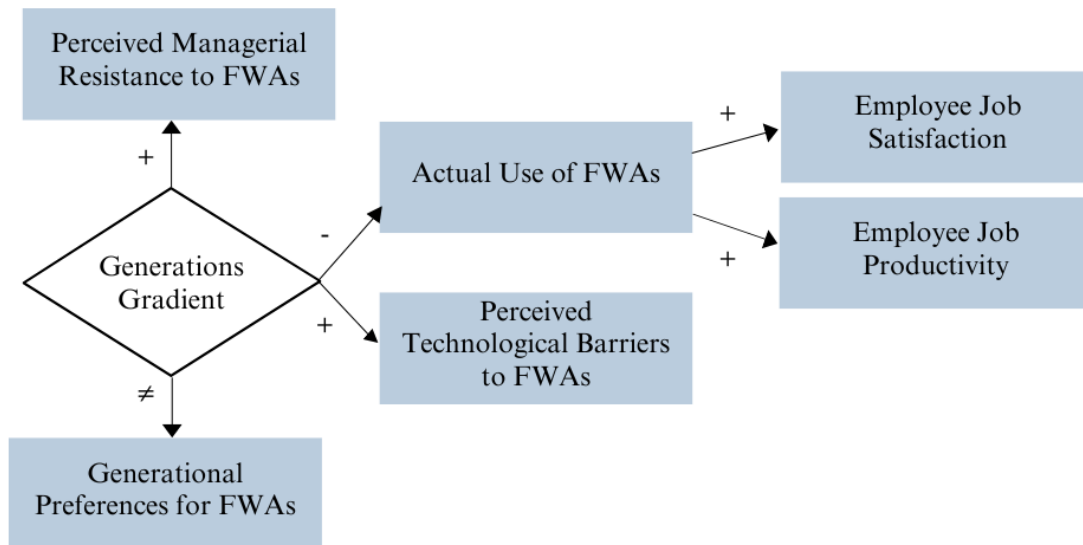 Perceived Managerial
Resistance to FWAs
+
Generations
Gradient
-
Actual Use of FWAs
+
Employee Job
Satisfaction
+
Employee Job
Productivity
+
Perceived
Technological Barriers
to FWAs
≠
Generational
Preferences for FWAs